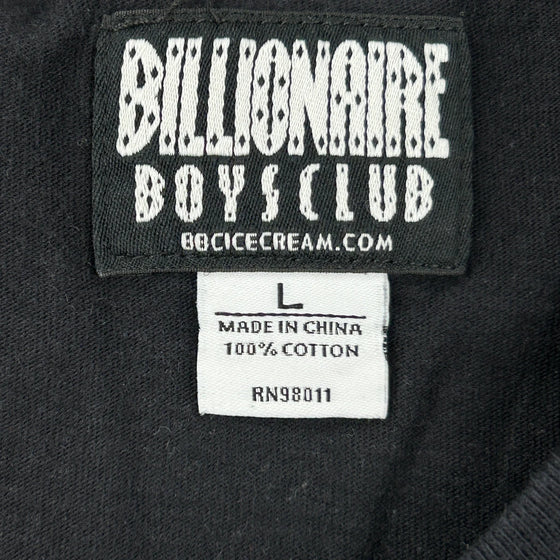 BILLIONAIRE
BOYS CLUB
BBCICECREAM.COM
L
MADE IN CHINA
100% COTTON
RN98011